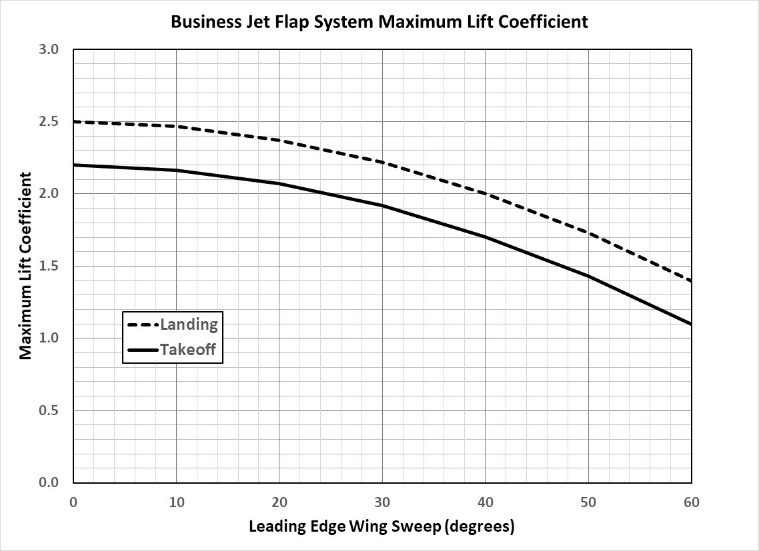 Business Jet Flap System Maximum Lift Coefficient
3.0
2.5
2.0
1.5
1.0
0.5
0.0
Maximum Lift Coefficient
Landing
Takeoff
0 10 20 30 40 50 60
Leading Edge Wing Sweep (degrees)